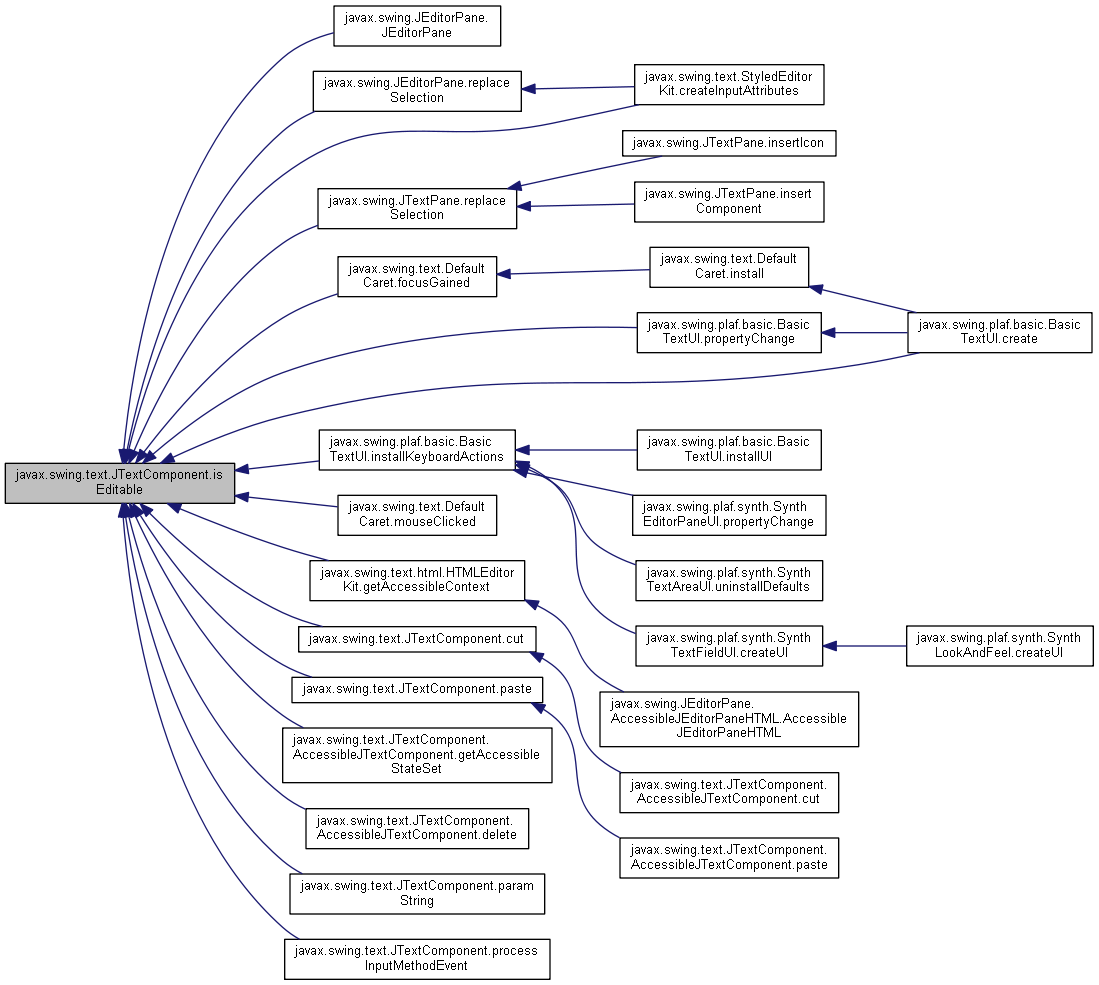 javax.swing.JEditorPane.
JEditorPane
javax.swing.JEditorPane.replace
Selection
javax.swing.text.StyledEditor
Kit.createInputAttributes
javax.swing.JTextPane.insertIcon
javax.swing.JTextPane.replace
Selection
javax.swing.JTextPane.insert
Component
javax.swing.text.Default
Caret.focusGained
javax.swing.text.Default
Caret.install
javax.swing.plaf.basic.Basic
TextUI.propertyChange
javax.swing.plaf.basic.Basic
TextUI.create
javax.swing.plaf.basic.Basic
TextUI.installKeyboardActions
javax.swing.plaf.basic.Basic
TextUI.installUI
javax.swing.text.JTextComponent.is
Editable
javax.swing.text.Default
Caret.mouseClicked
javax.swing.plaf.synth.Synth
EditorPaneUI.propertyChange
javax.swing.text.html.HTMLEditor
Kit.getAccessibleContext
javax.swing.plaf.synth.Synth
TextAreaUI.uninstallDefaults
javax.swing.text.JTextComponent.cut
javax.swing.plaf.synth.Synth
TextFieldUI.createUI
javax.swing.plaf.synth.Synth
LookAndFeel.createUI
javax.swing.text.JTextComponent.paste
javax.swing.JEditorPane.
AccessibleJEditorPaneHTML.Accessible
JEditorPaneHTML
javax.swing.text.JTextComponent.
AccessibleJTextComponent.getAccessible
StateSet
javax.swing.text.JTextComponent.
AccessibleJTextComponent.cut
javax.swing.text.JTextComponent.
AccessibleJTextComponent.delete
javax.swing.text.JTextComponent.
AccessibleJTextComponent.paste
javax.swing.text.JTextComponent.param
String
javax.swing.text.JTextComponent.process
InputMethodEvent